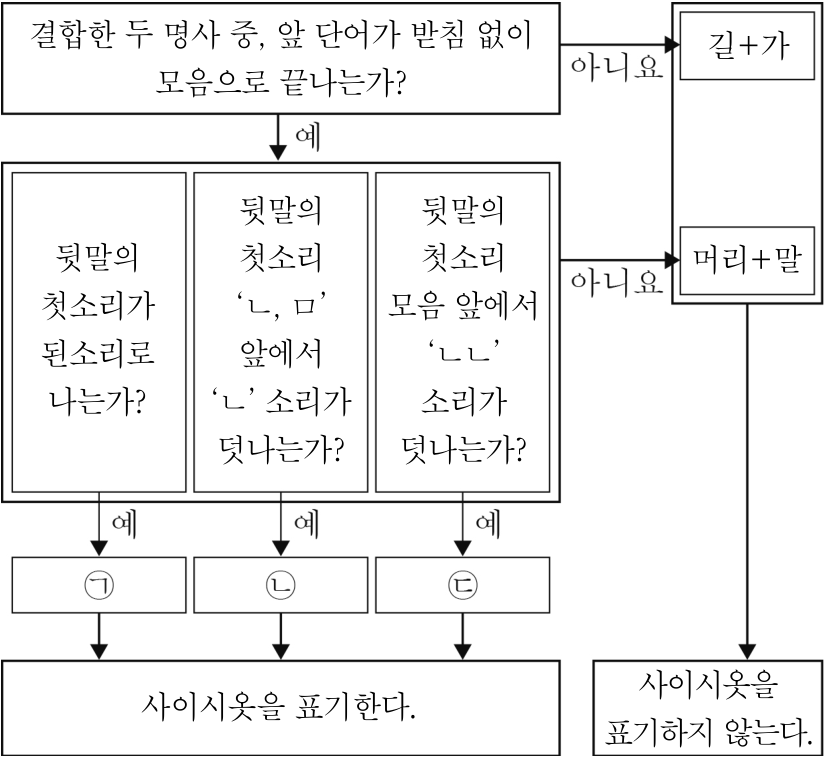 결합한 두 명사 중, 앞 단어가 받침 없이
모음으로 끝나는가?
아니요
길+가
예
뒷말의
첫소리가
된소리로
나는가?
뒷말의
첫소리
‘ㄴ, ㅁ’
앞에서
‘ㄴ’ 소리가
덧나는가?
뒷말의
첫소리
모음 앞에서
‘ㄴㄴ’
소리가
덧나는가?
아니요
머리+말
예
예
예
㉠
㉡
㉢
사이시옷을 표기한다.
사이시옷을
표기하지 않는다.